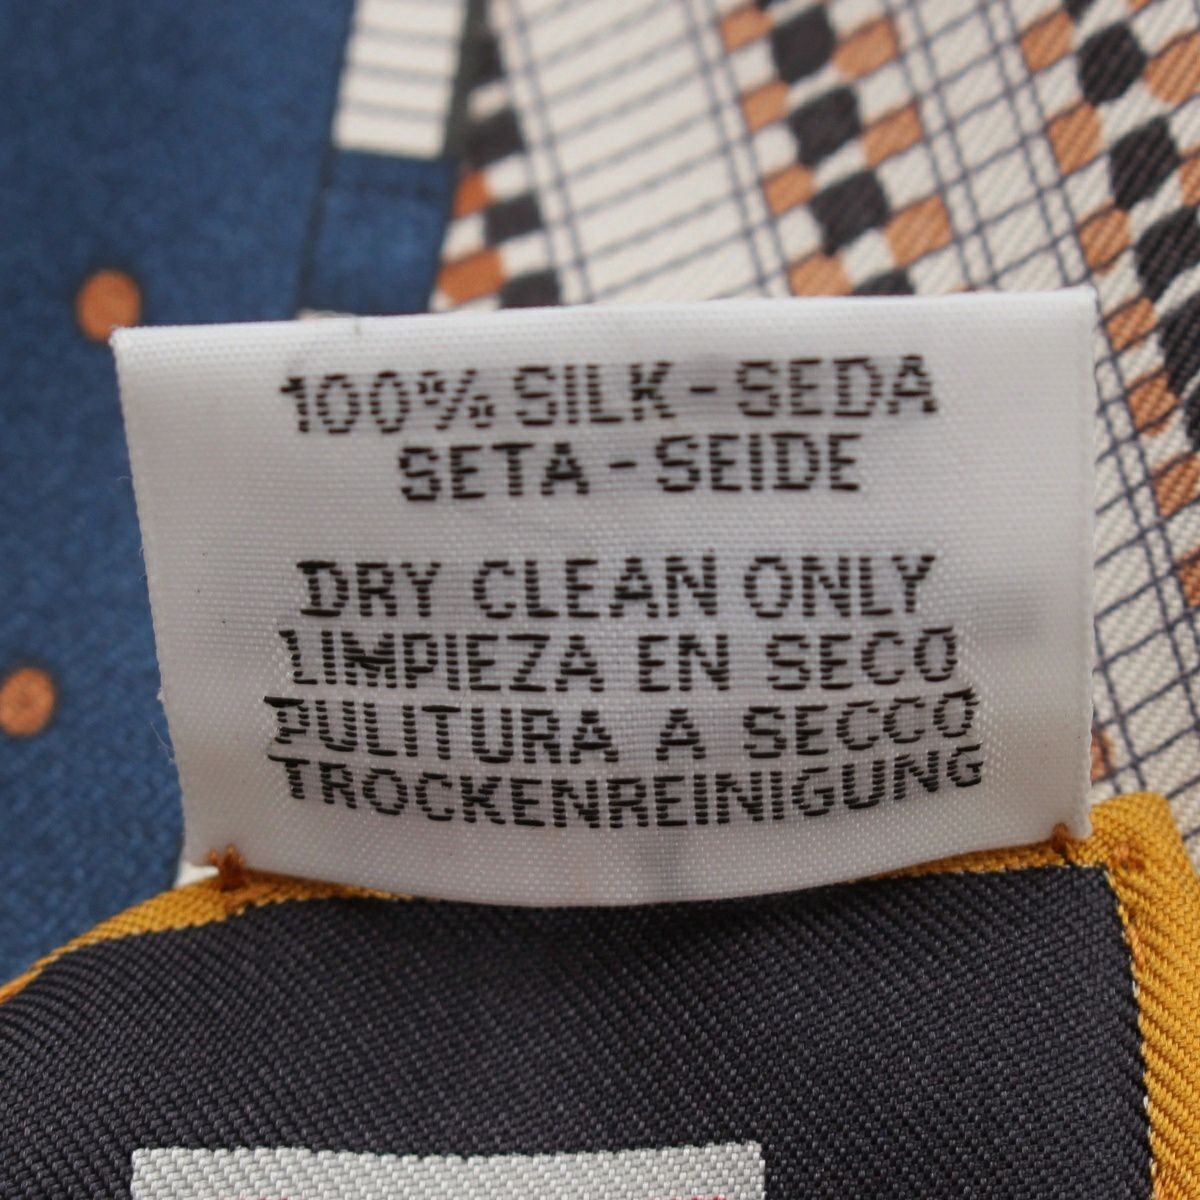 100% SILK - SEDA
SETA - SEIDE
DRY CLEAN ONLY
LIMPIEZA EN SECO
PULITURA A SECCO
TROCKENREINIGUNG